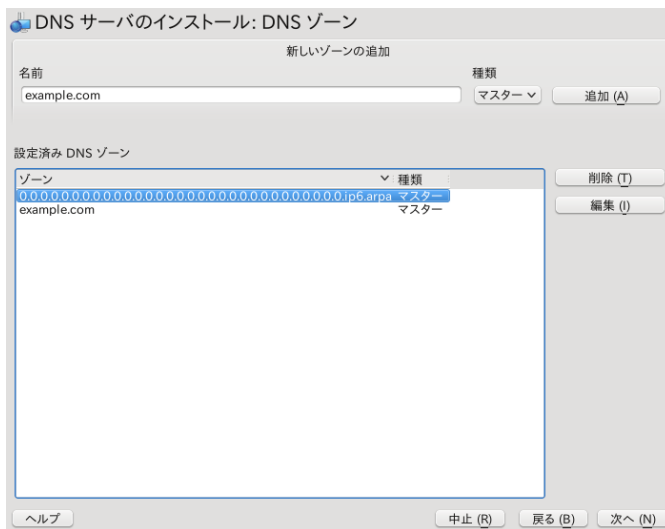 DNS サーバのインストール: DNS ゾーン
新しいゾーンの追加
名前
種類
example.com
マスター
追加 (A)
設定済み DNS ゾーン
ゾーン
種類
削除 (T)
0.0.0.0.0.0.0.0.0.0.0.0.0.0.0.0.0.0.0.0.0.0.0.0.0.0.0.0.0.0.0.ip6.arpa マスター
example.com マスター
編集 (I)
ヘルプ
中止 (R)
戻る (B)
次へ (N)